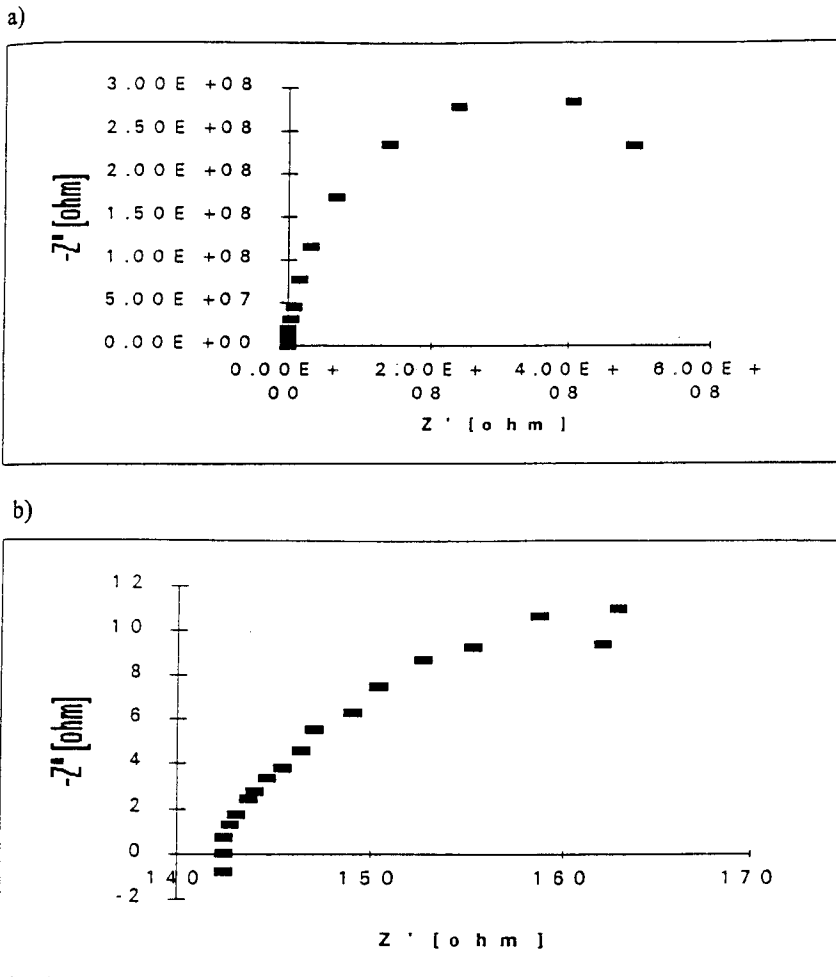 a)
3.00E +08
2.50E +08
2.00E +08
1.50E +08
1.00E +08
5.00E +07
0.00E +00
-Z" [ohm]
0.00E + 2.00E + 4.00E + 6.00E +
00 08 08 08
Z ' [ohm]
b)
12
10
8
6
4
2
0
-2
-Z" [ohm]
140 150 160 170
Z ' [ohm]